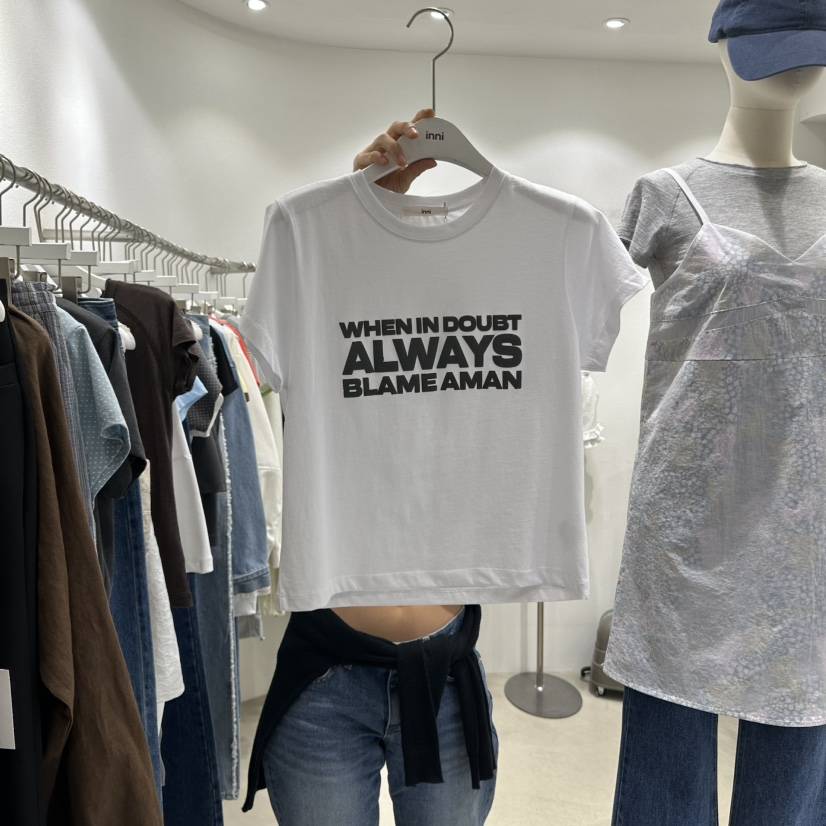 inni
inni
WHEN IN DOUBT
ALWAYS
BLAME AMAN